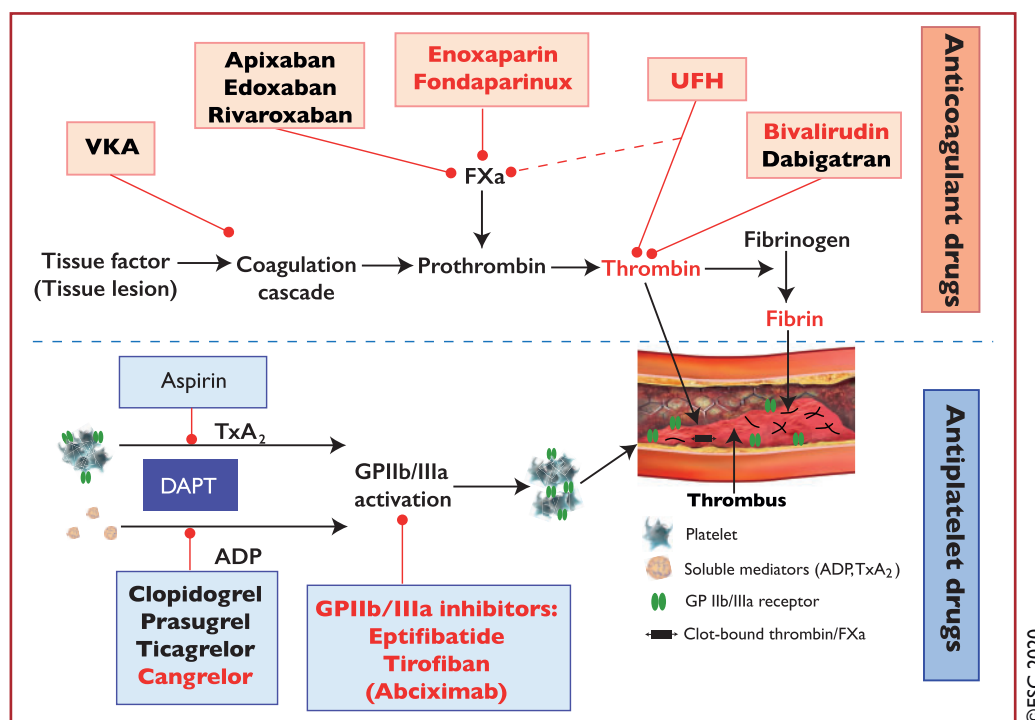 Apixaban
Edoxaban
Rivaroxaban
Enoxaparin
Fondaparinux
UFH
VKA
Bivalirudin
Dabigatran
FXa
Anticoagulant drugs
Tissue factor
(Tissue lesion)
Coagulation
cascade
Prothrombin
Thrombin
Fibrinogen
Fibrin
Aspirin
TxA2
DAPT
GPIIb/IIIa
activation
ADP
Clopidogrel
Prasugrel
Ticagrelor
Cangrelor
GPIIb/IIIa inhibitors:
Eptifibatide
Tirofiban
(Abciximab)
Thrombus
Platelet
Soluble mediators (ADP,TxA2)
GP IIb/IIIa receptor
Clot-bound thrombin/FXa
Antiplatelet drugs
©ESC 2020